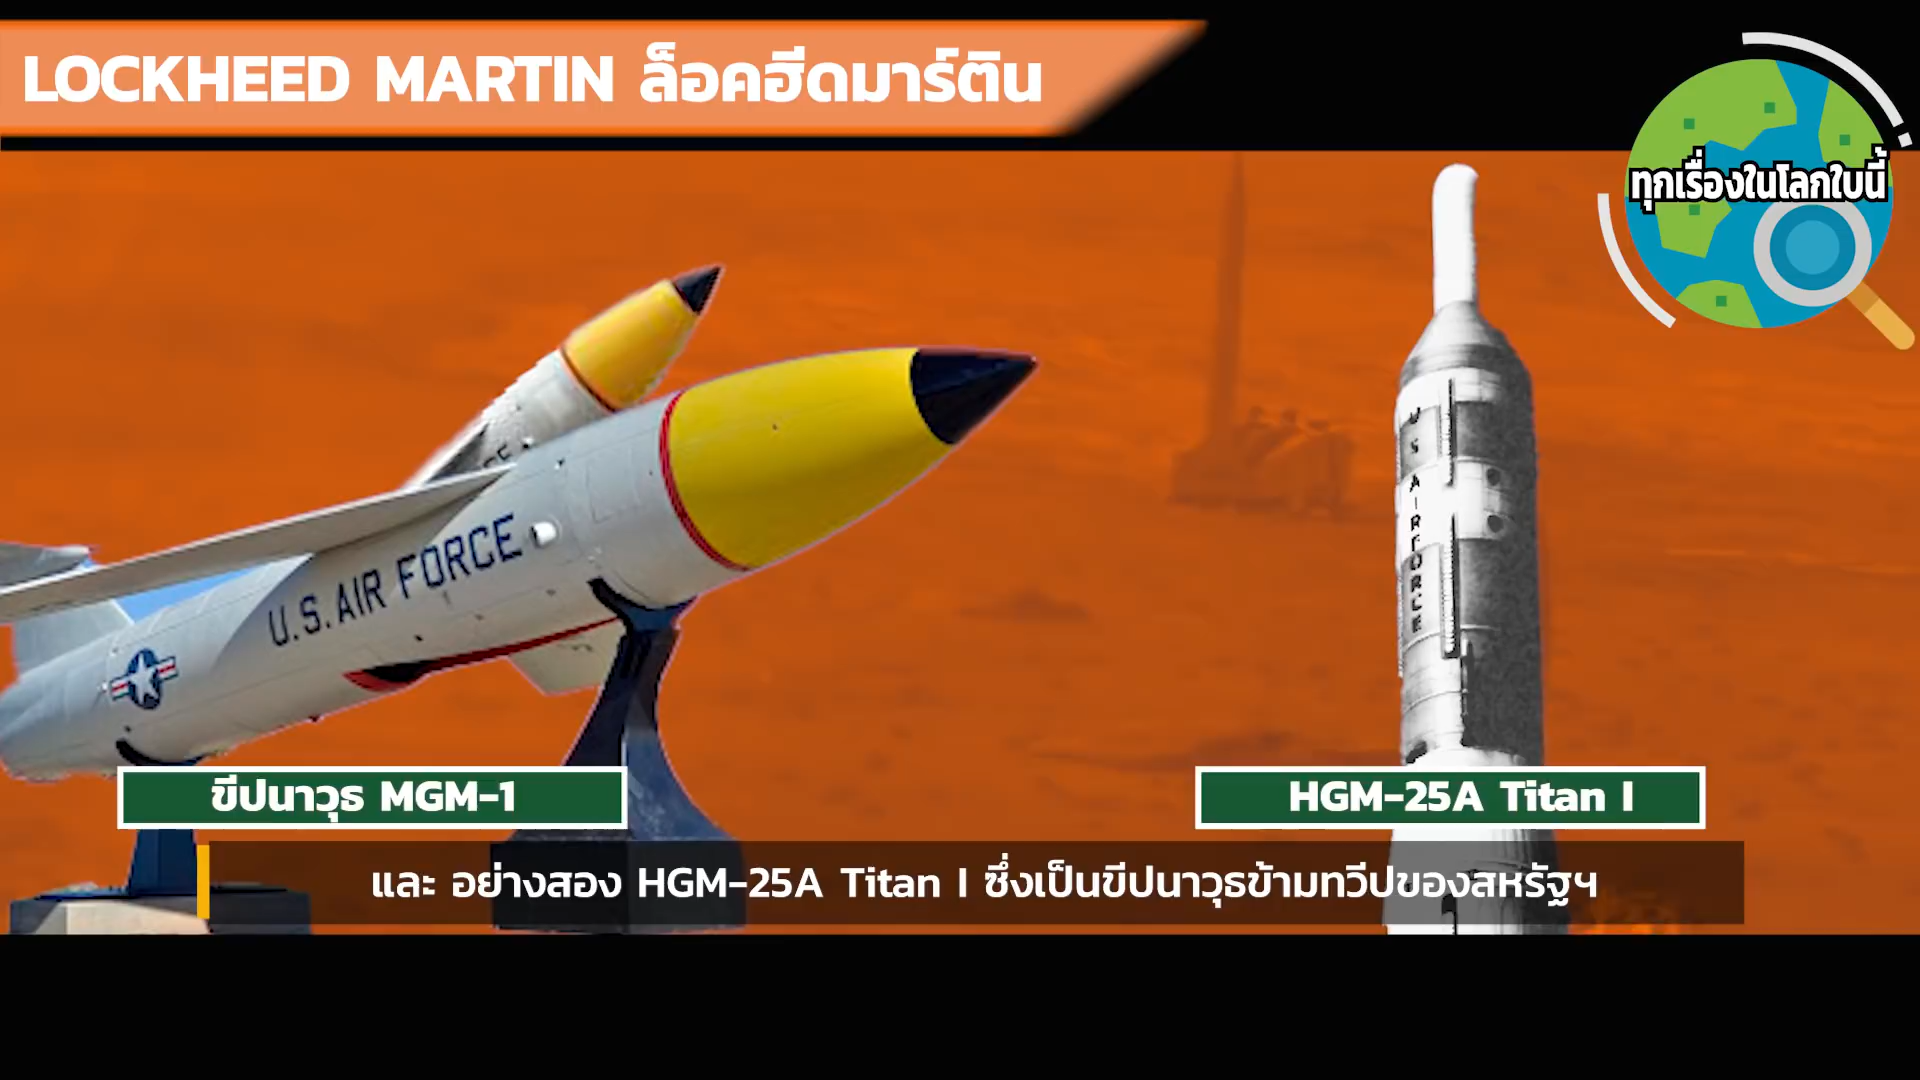 LOCKHEED MARTIN ล็อคฮีดมาร์ติน
ทุกเรื่องในโลกใบนี้
U.S. AIR FORCE
U S AIR FORCE
ขีปนาวุธ MGM-1
HGM-25A Titan I
และ อย่างสอง HGM-25A Titan I ซึ่งเป็นขีปนาวุธข้ามทวีปของสหรัฐฯ